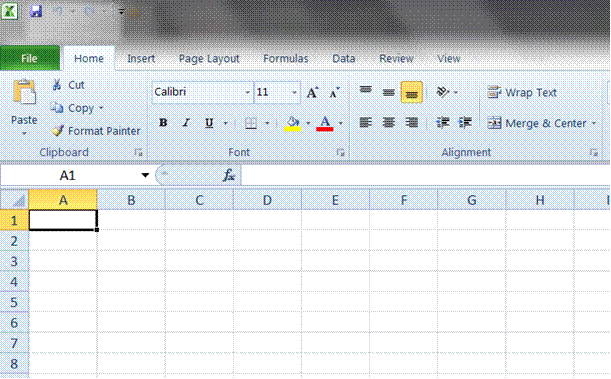 File Home Insert Page Layout Formulas Data Review View
Cut
Copy
Format Painter
Paste
Clipboard
Calibri 11 A A
B I U A
Font
Wrap Text
Merge & Center
Alignment
A1 fx
A B C D E F G H I
1
2
3
4
5
6
7
8